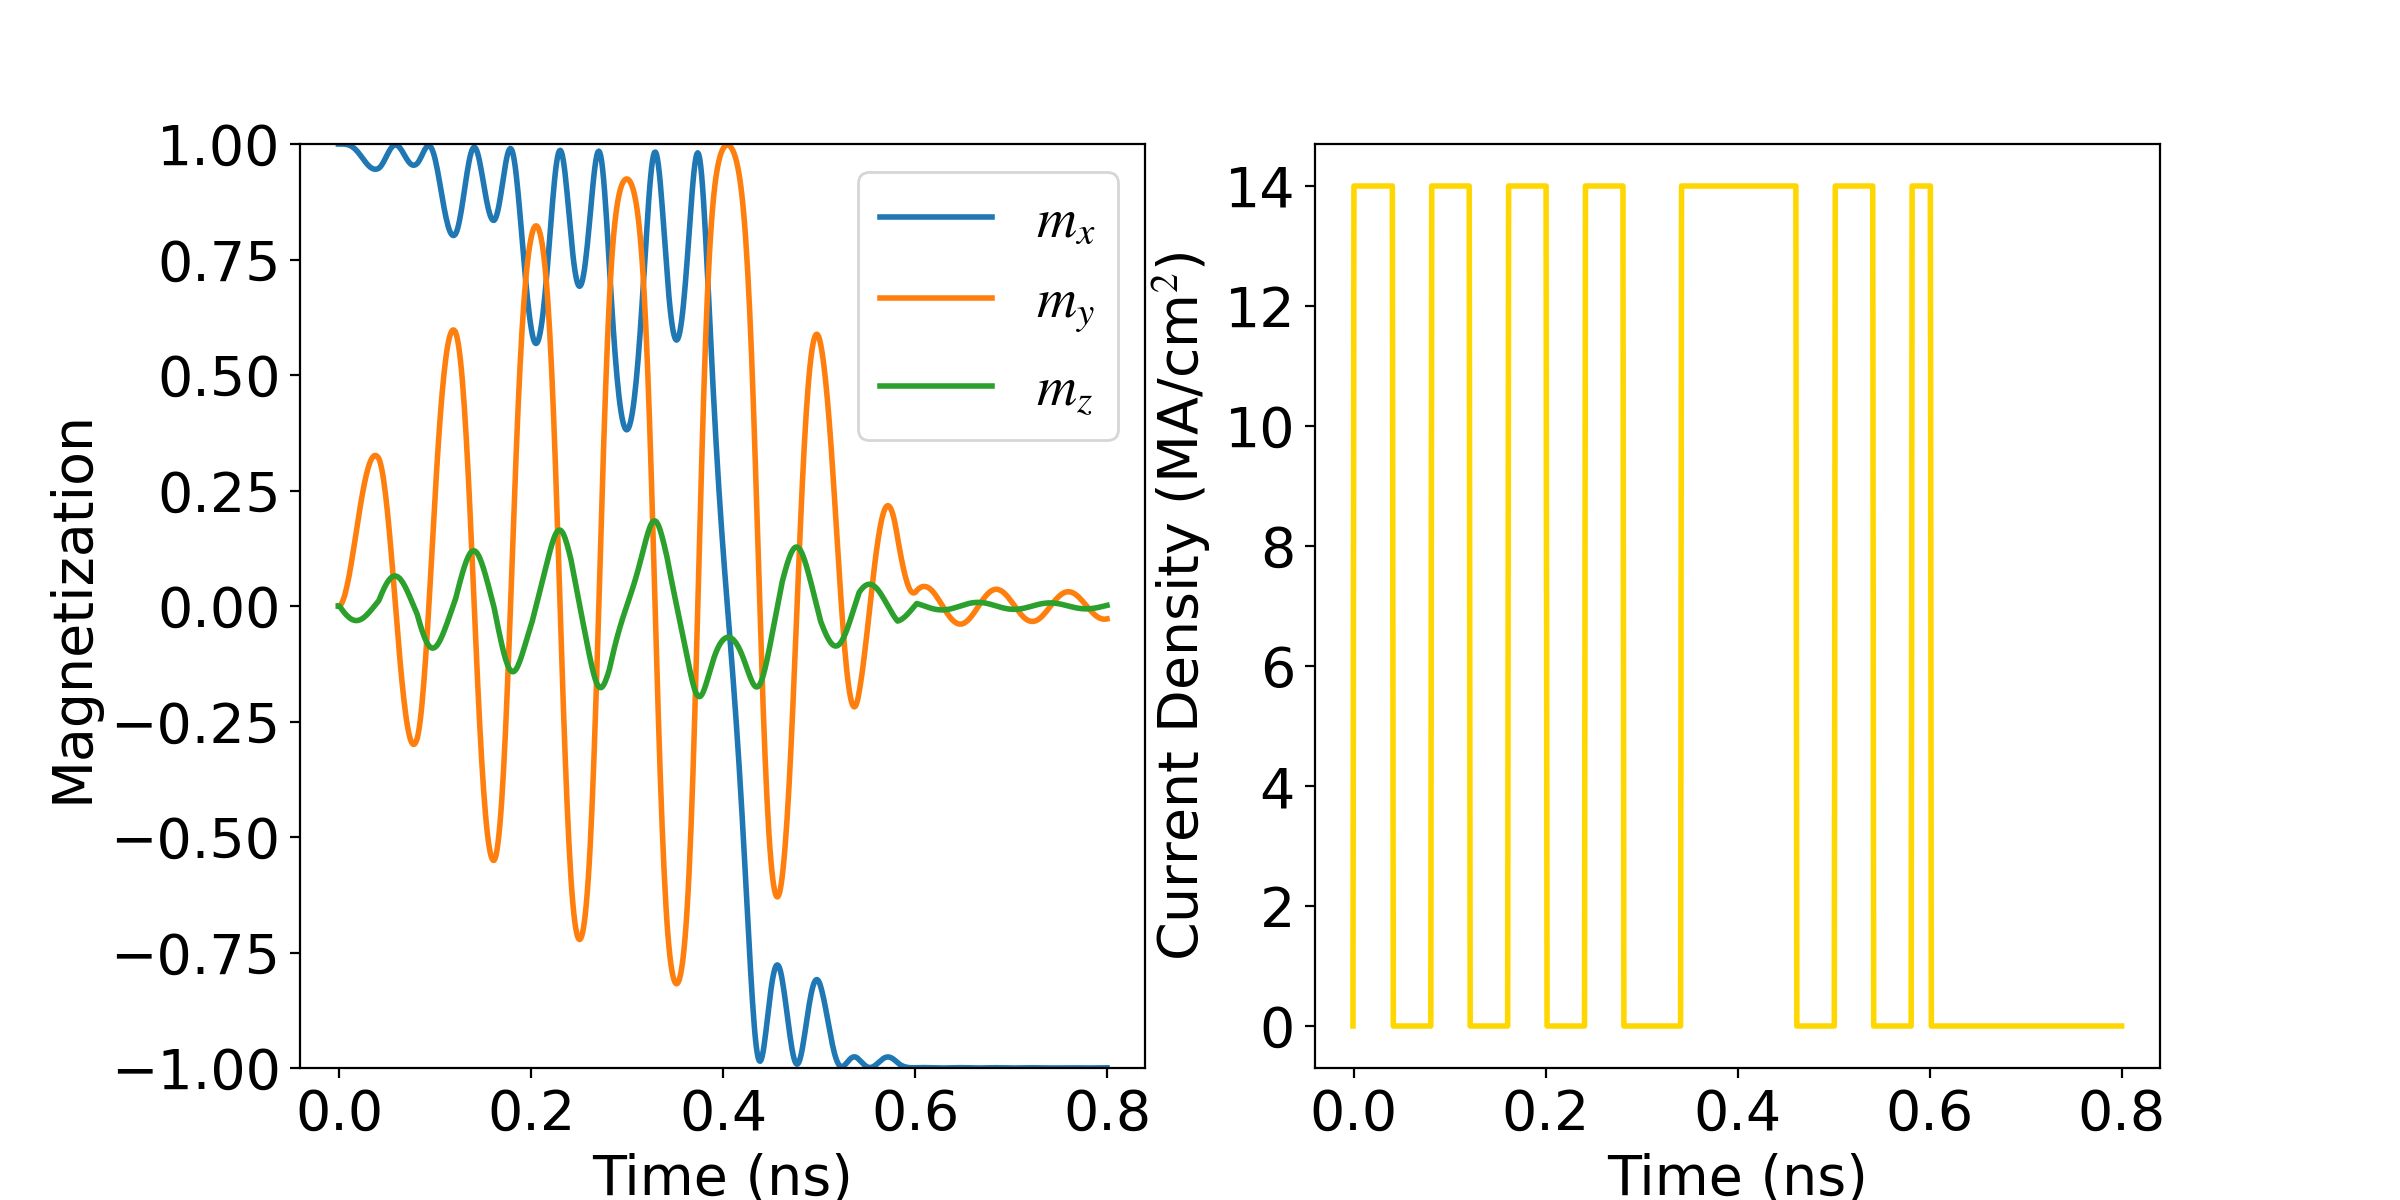 Magnetization
1.00
0.75
0.50
0.25
0.00
−0.25
−0.50
−0.75
−1.00
0.0 0.2 0.4 0.6 0.8
Time (ns)
m_x
m_y
m_z
Current Density (MA/cm²)
14
12
10
8
6
4
2
0
0.0 0.2 0.4 0.6 0.8
Time (ns)